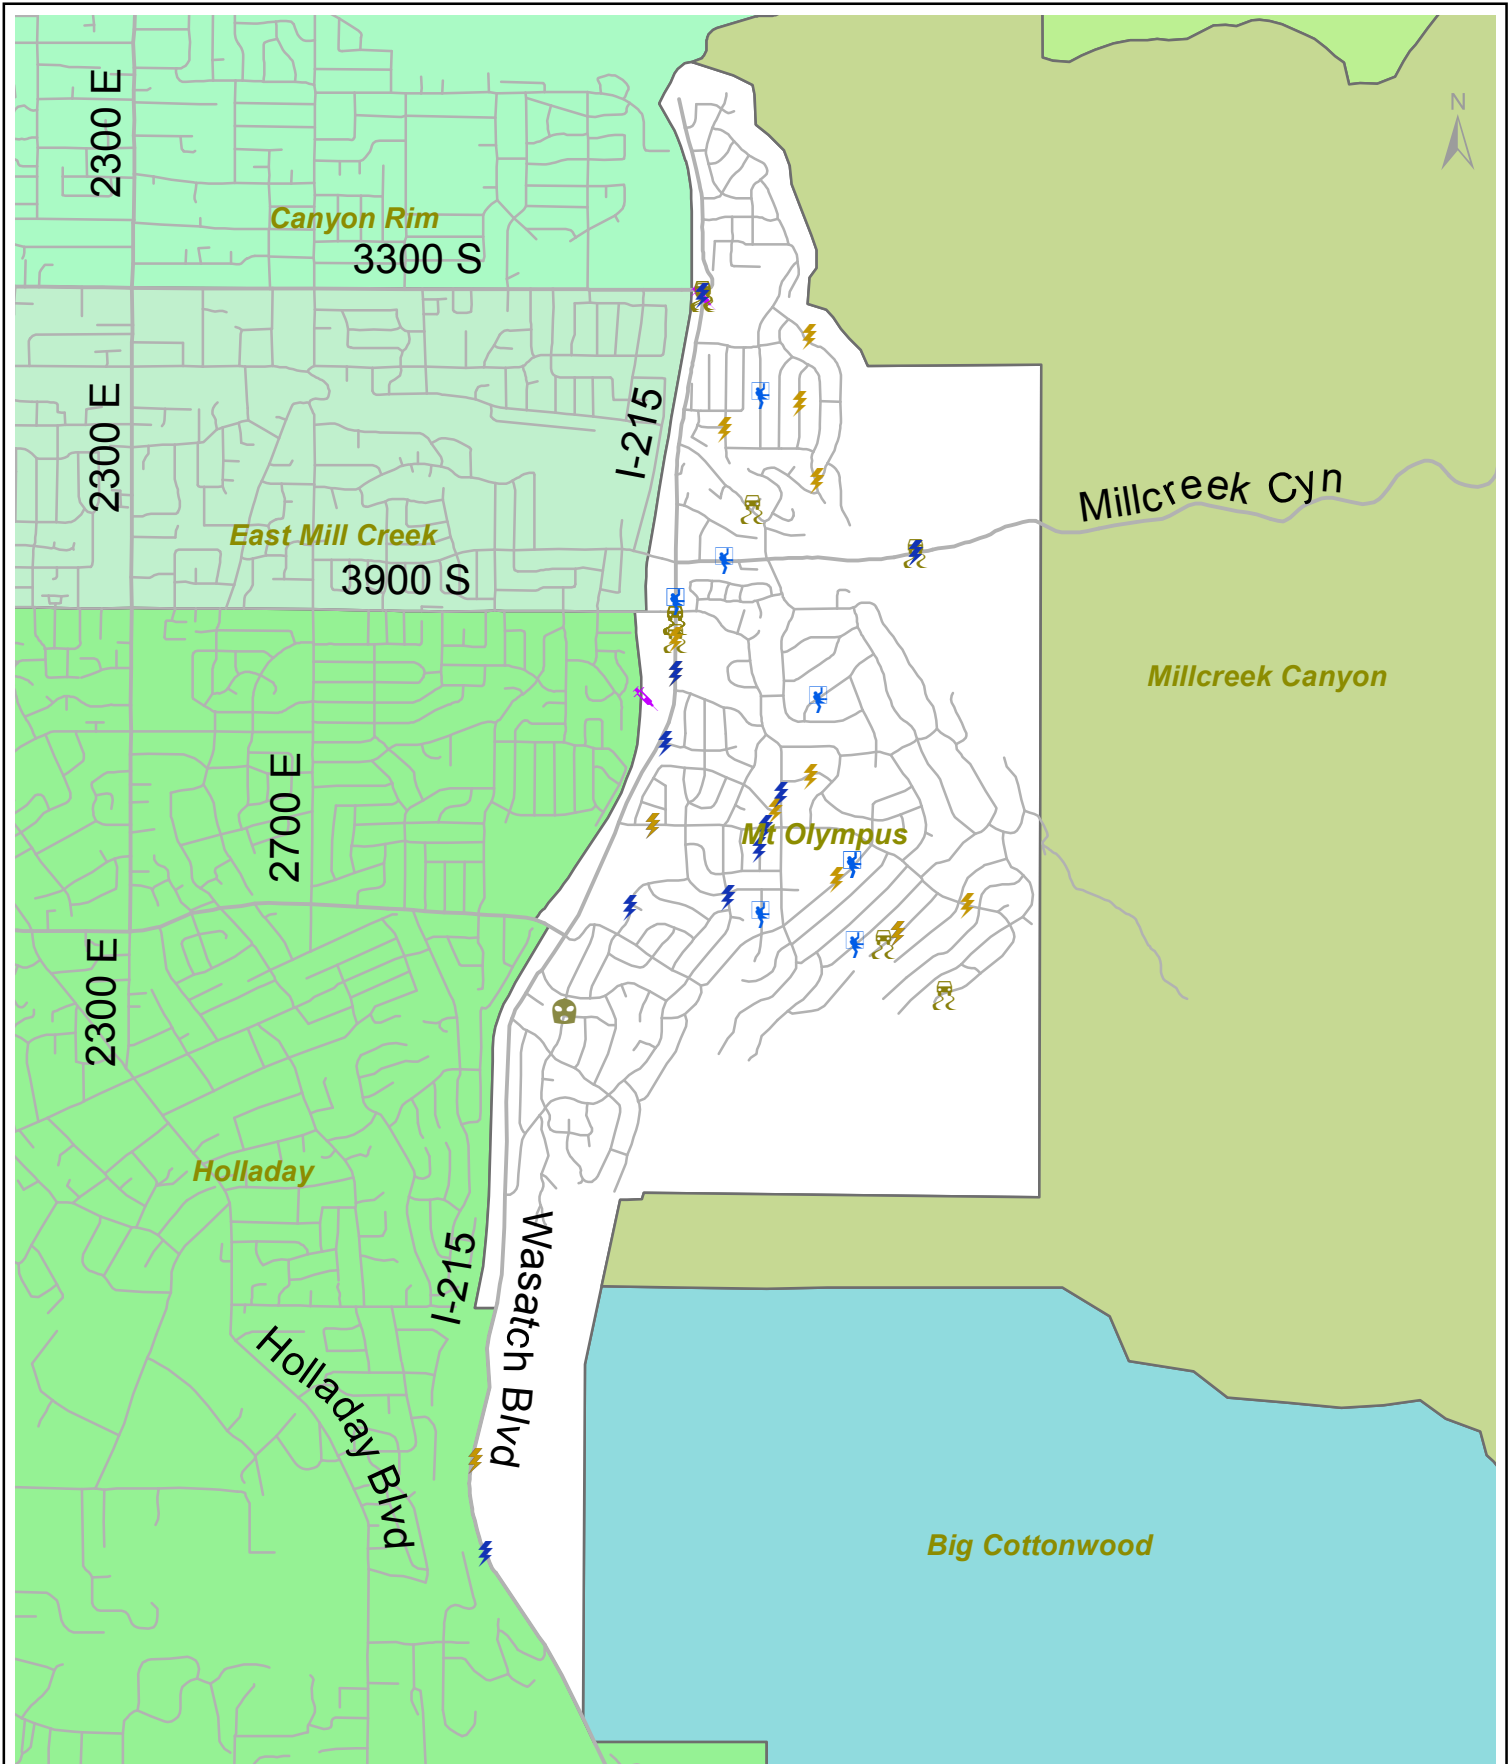 N
2300 E
Canyon Rim
3300 S
2300 E
I-215
Millcreek Cyn
East Mill Creek
3900 S
Millcreek Canyon
2700 E
Mt Olympus
2300 E
Holladay
I-215
Wasatch Blvd
Holladay Blvd
Big Cottonwood